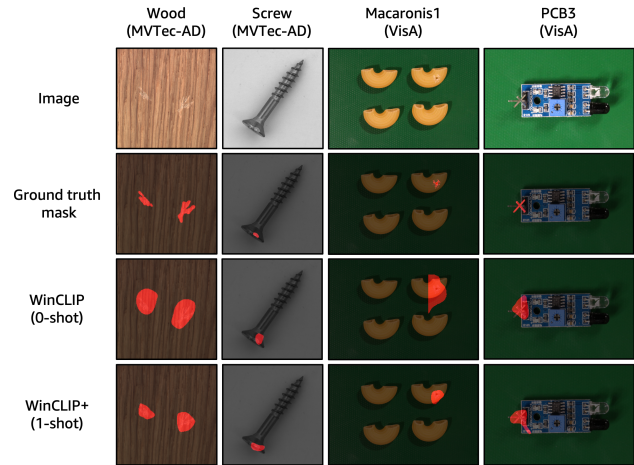 Wood
(MVTec-AD)
Screw
(MVTec-AD)
Macaronis1
(VisA)
PCB3
(VisA)
Image
Ground truth
mask
WinCLIP
(0-shot)
WinCLIP+
(1-shot)